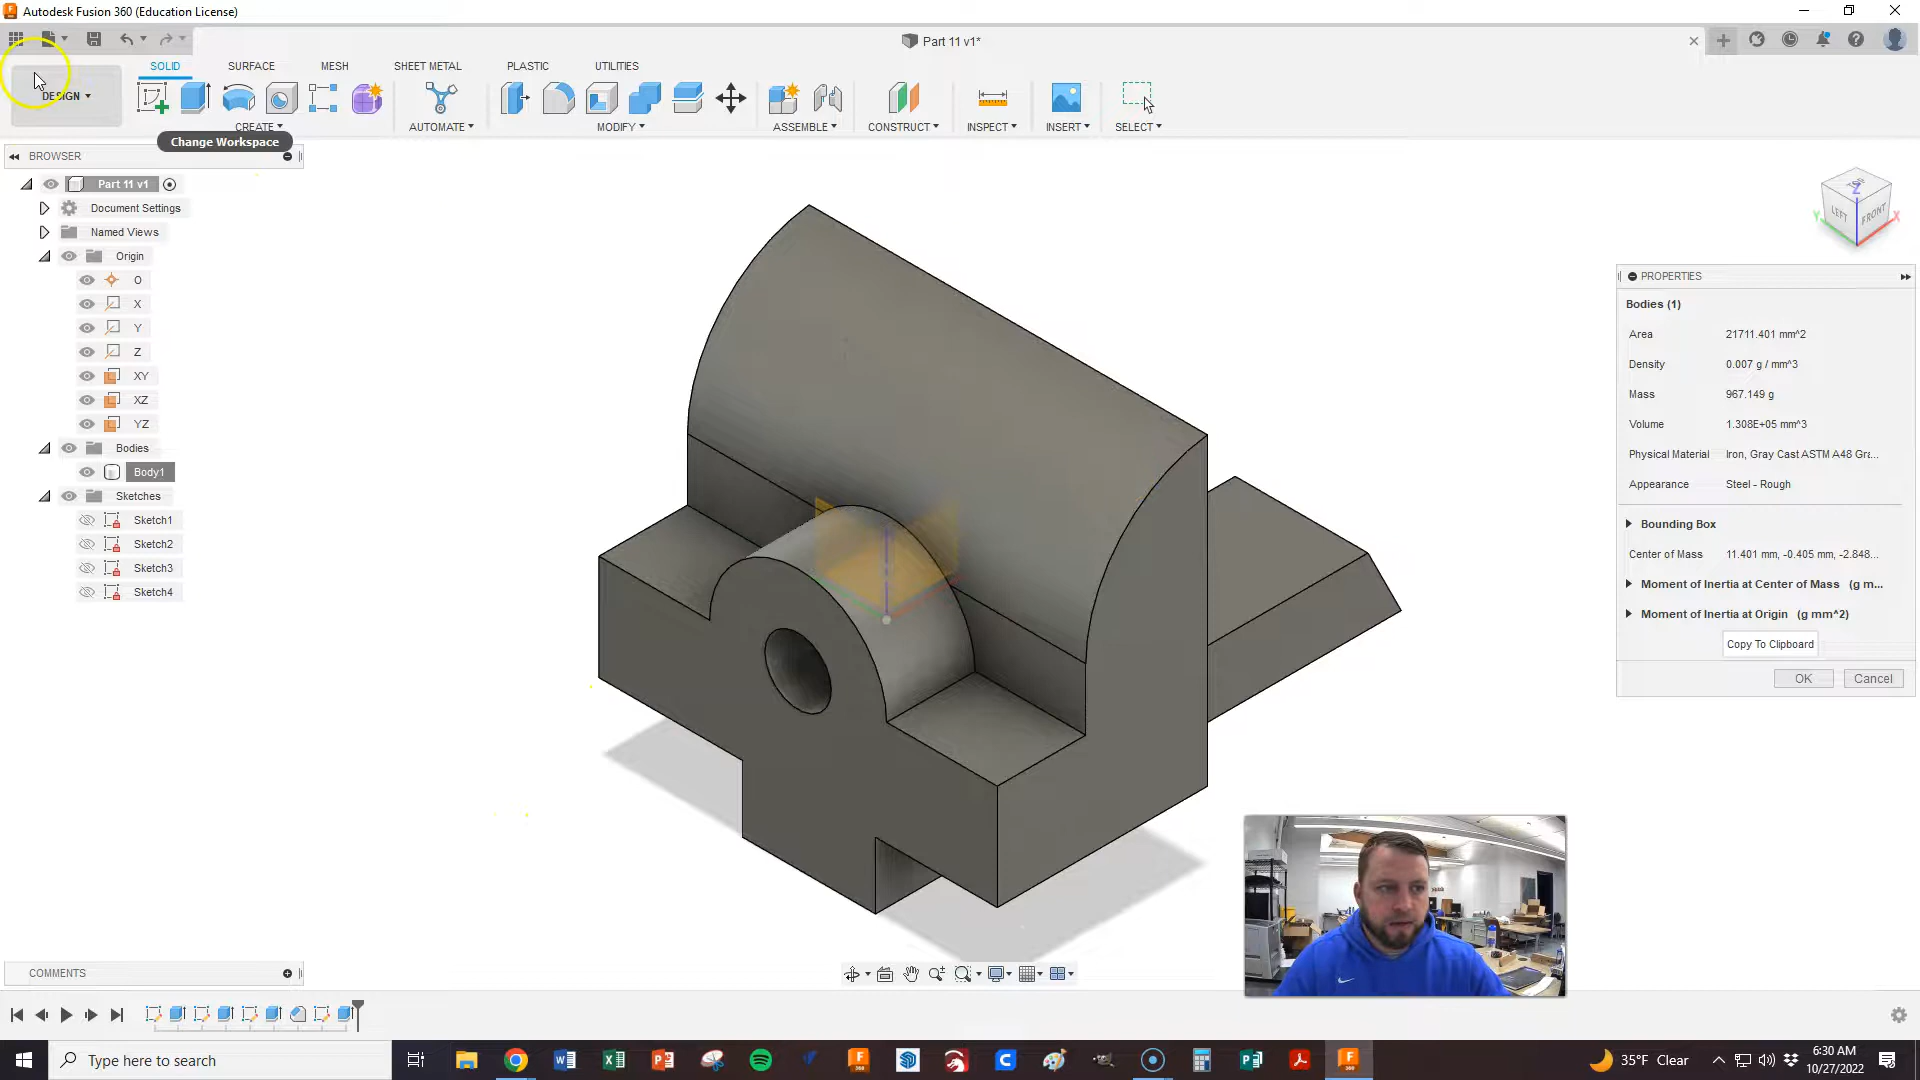 Autodesk Fusion 360 (Education License)
Part 11 v1*
DESIGN
SOLID SURFACE MESH SHEET METAL PLASTIC UTILITIES
CREATE AUTOMATE MODIFY ASSEMBLE CONSTRUCT INSPECT INSERT SELECT
Change Workspace
BROWSER
Part 11 v1
Document Settings
Named Views
Origin
O
X
Y
Z
XY
XZ
YZ
Bodies
Body1
Sketches
Sketch1
Sketch2
Sketch3
Sketch4
TOP
Z
LEFT
FRONT
Y
X
PROPERTIES
Bodies (1)
Area 21711.401 mm^2
Density 0.007 g / mm^3
Mass 967.149 g
Volume 1.308E+05 mm^3
Physical Material Iron, Gray Cast ASTM A48 Gra...
Appearance Steel - Rough
Bounding Box
Center of Mass 11.401 mm, -0.405 mm, -2.848...
Moment of Inertia at Center of Mass (g m...
Moment of Inertia at Origin (g mm^2)
Copy To Clipboard
OK Cancel
COMMENTS
Type here to search
35°F Clear
6:30 AM
10/27/2022